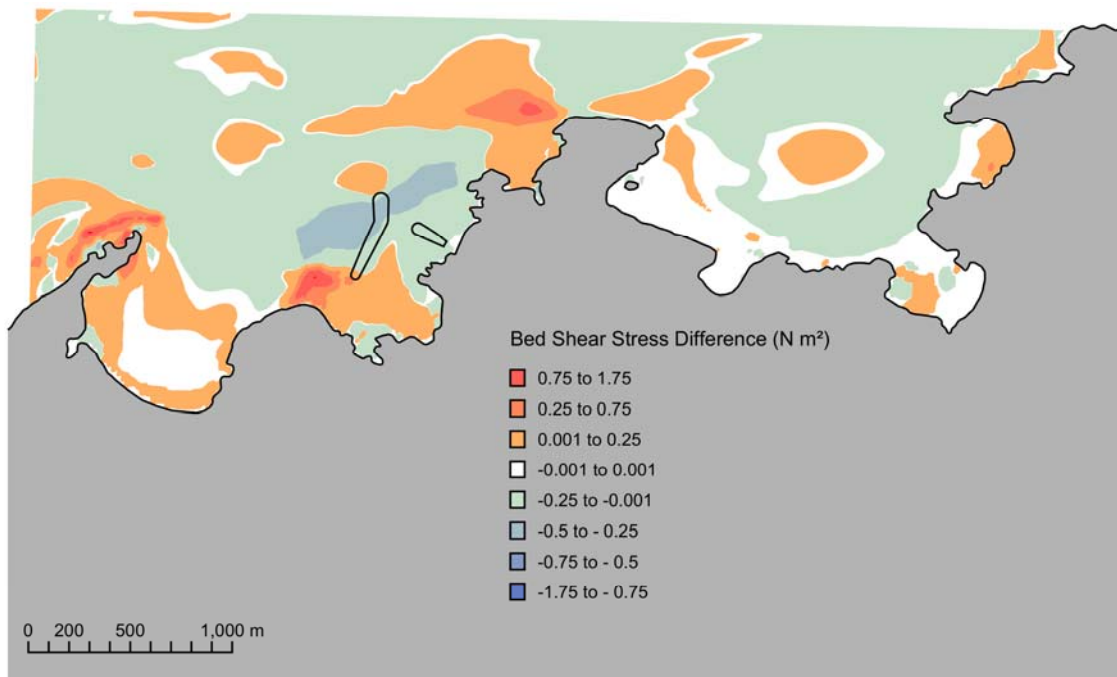 Bed Shear Stress Difference (N m²)
0.75 to 1.75
0.25 to 0.75
0.001 to 0.25
-0.001 to 0.001
-0.25 to -0.001
-0.5 to - 0.25
-0.75 to - 0.5
-1.75 to - 0.75
0 200 500 1,000 m